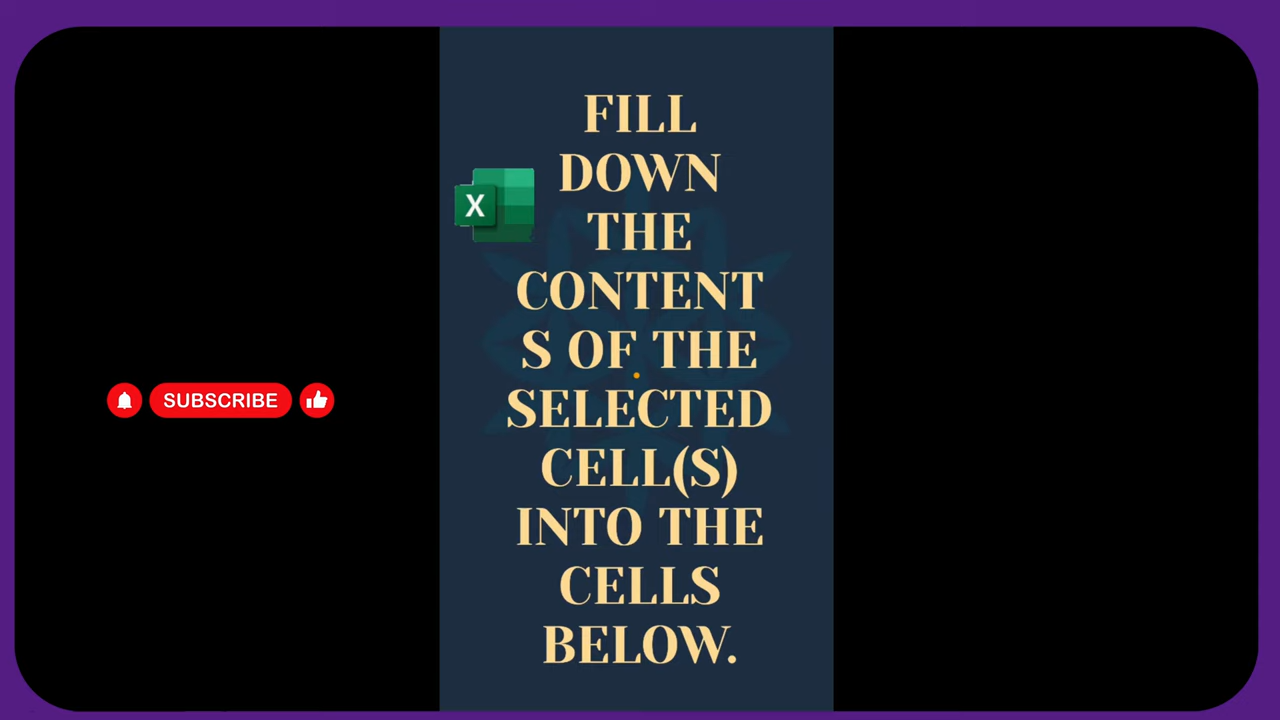 FILL
DOWN
THE
CONTENT
S OF THE
SELECTED
CELL(S)
INTO THE
CELLS
BELOW.
X
SUBSCRIBE